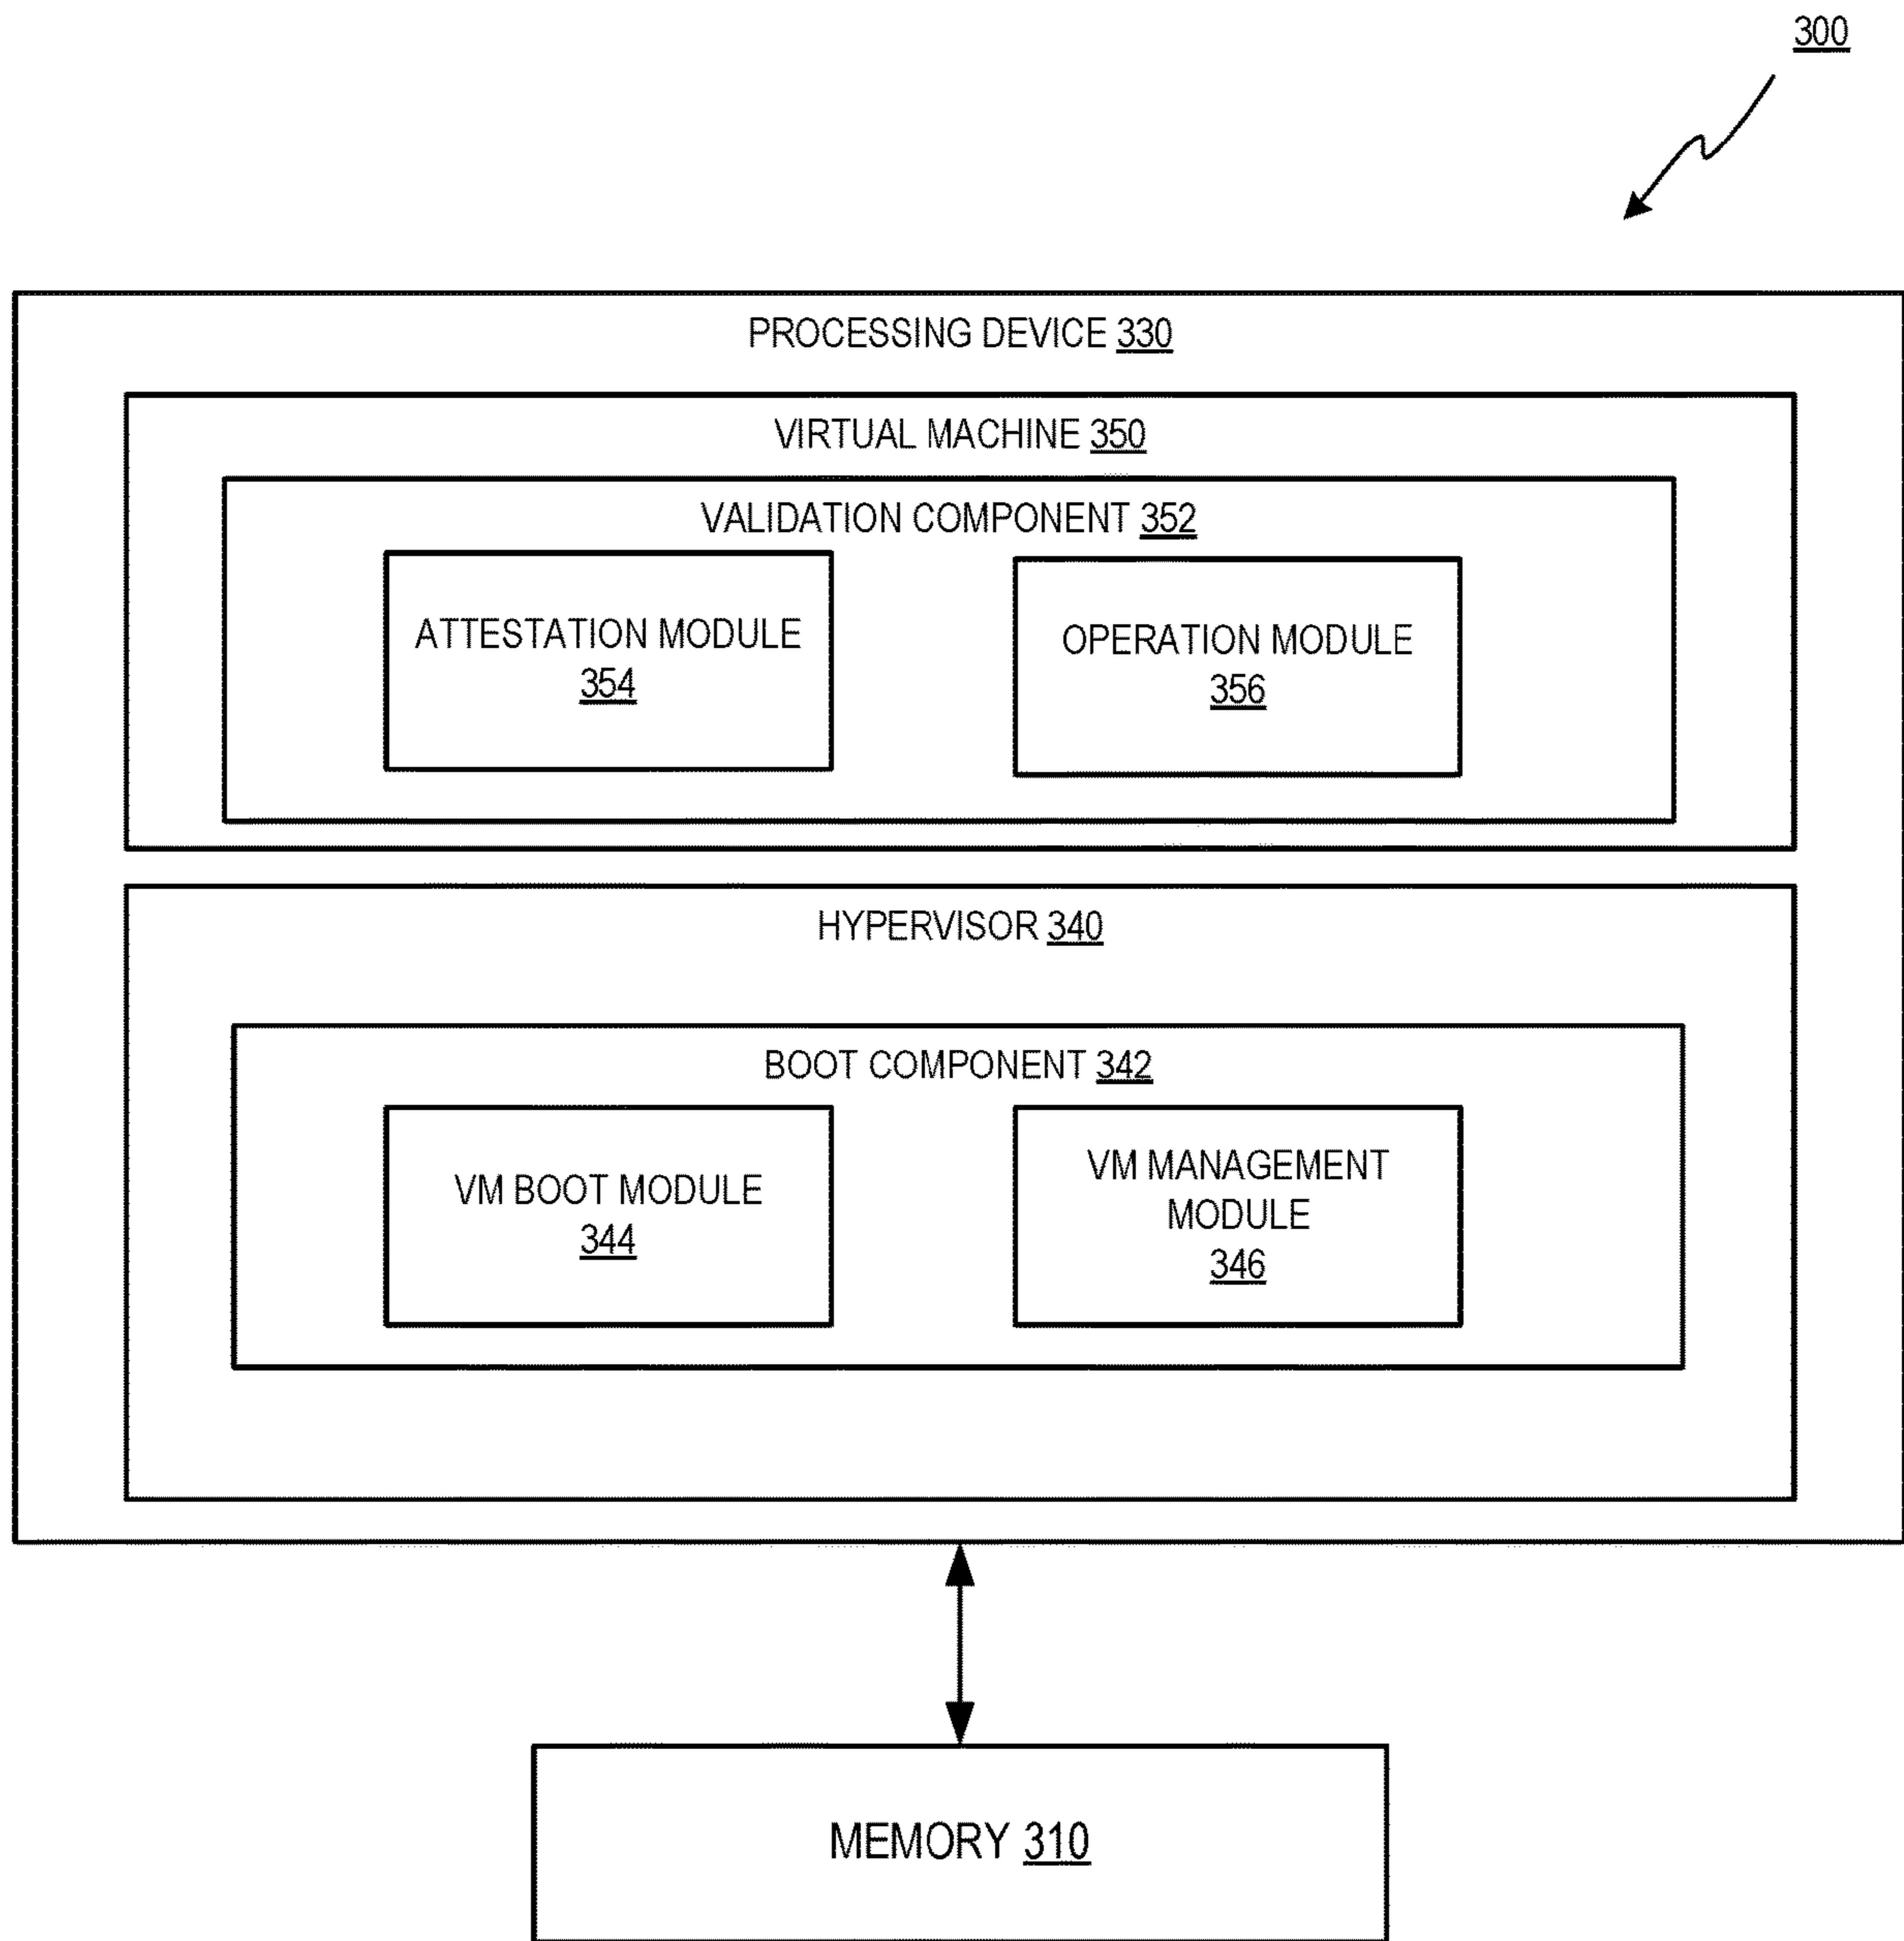 300
PROCESSING DEVICE 330
VIRTUAL MACHINE 350
VALIDATION COMPONENT 352
ATTESTATION MODULE
354
OPERATION MODULE
356
HYPERVISOR 340
BOOT COMPONENT 342
VM BOOT MODULE
344
VM MANAGEMENT
MODULE
346
MEMORY 310